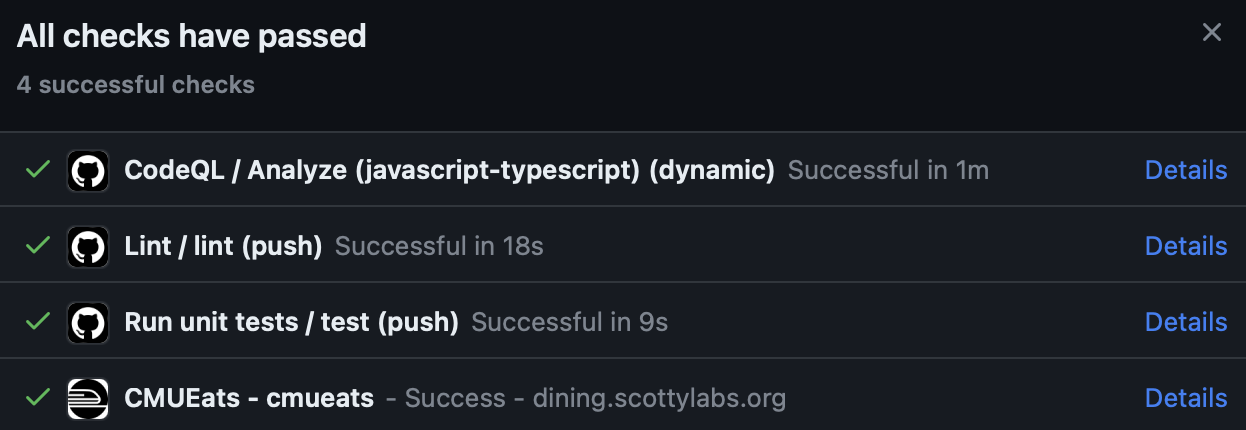 All checks have passed
4 successful checks
CodeQL / Analyze (javascript-typescript) (dynamic) Successful in 1m Details
Lint / lint (push) Successful in 18s Details
Run unit tests / test (push) Successful in 9s Details
CMUEats - cmueats - Success - dining.scottylabs.org Details